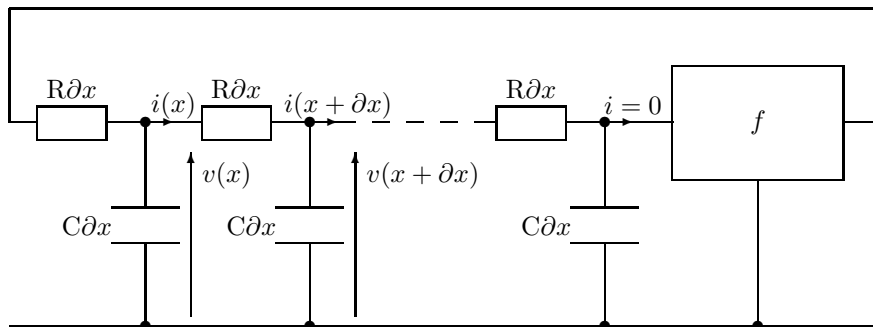 R∂x i(x) R∂x i(x + ∂x) R∂x i = 0 f
v(x) v(x + ∂x)
C∂x C∂x C∂x